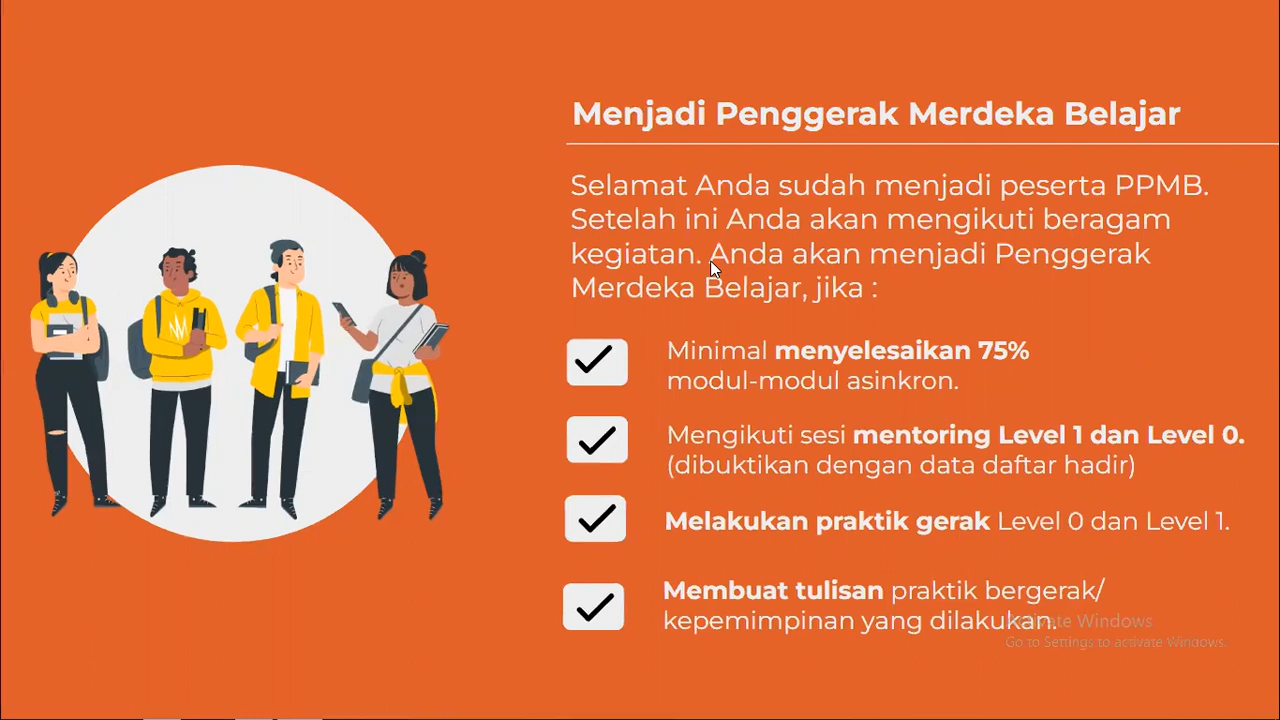 Menjadi Penggerak Merdeka Belajar
Selamat Anda sudah menjadi peserta PPMB.
Setelah ini Anda akan mengikuti beragam
kegiatan. Anda akan menjadi Penggerak
Merdeka Belajar, jika :
Minimal menyelesaikan 75%
modul-modul asinkron.
Mengikuti sesi mentoring Level 1 dan Level 0.
(dibuktikan dengan data daftar hadir)
Melakukan praktik gerak Level 0 dan Level 1.
Membuat tulisan praktik bergerak/
kepemimpinan yang dilakukan.
Activate Windows
Go to Settings to activate Windows.